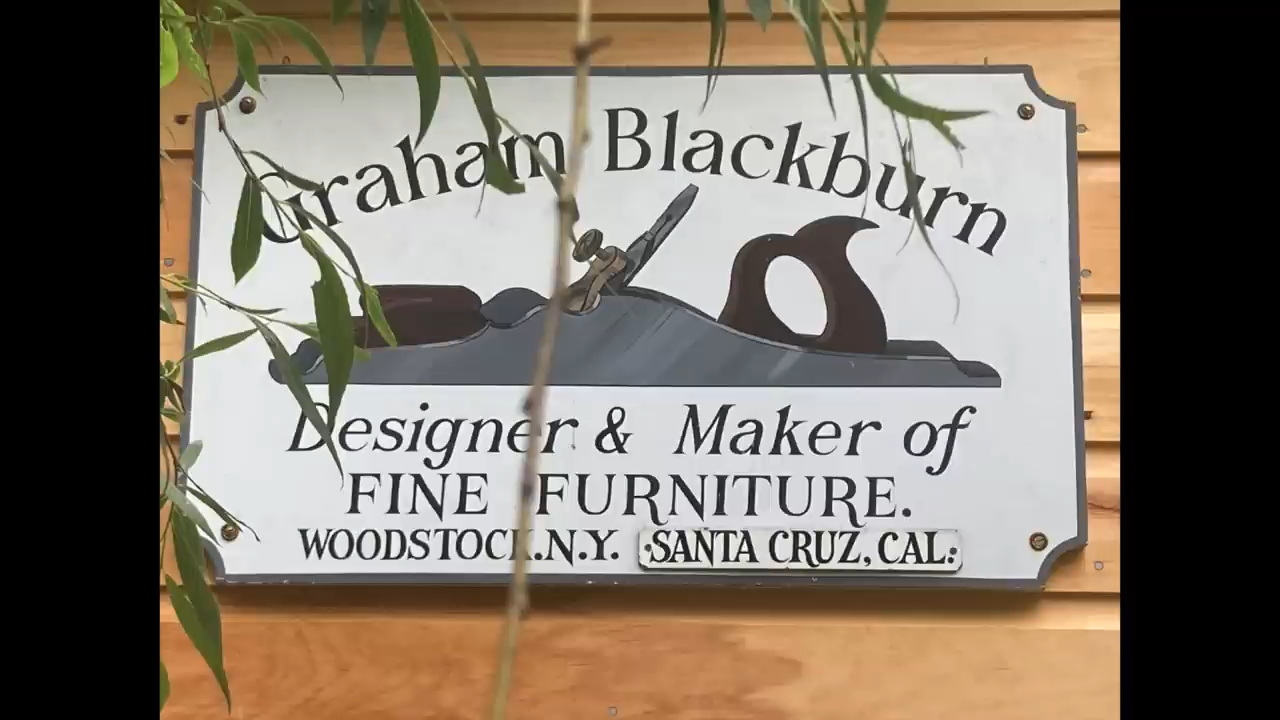 Graham Blackburn
Designer & Maker of
FINE FURNITURE.
WOODSTOCK.N.Y. SANTA CRUZ, CAL: